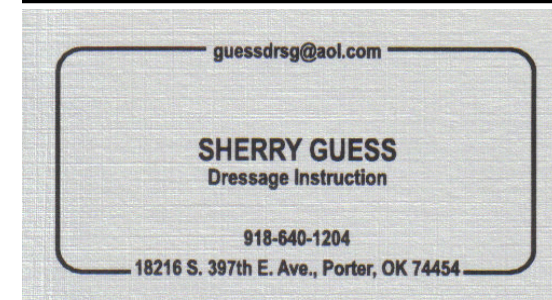 guessdrsg@aol.com
SHERRY GUESS
Dressage Instruction
918-640-1204
18216 S. 397th E. Ave., Porter, OK 74454